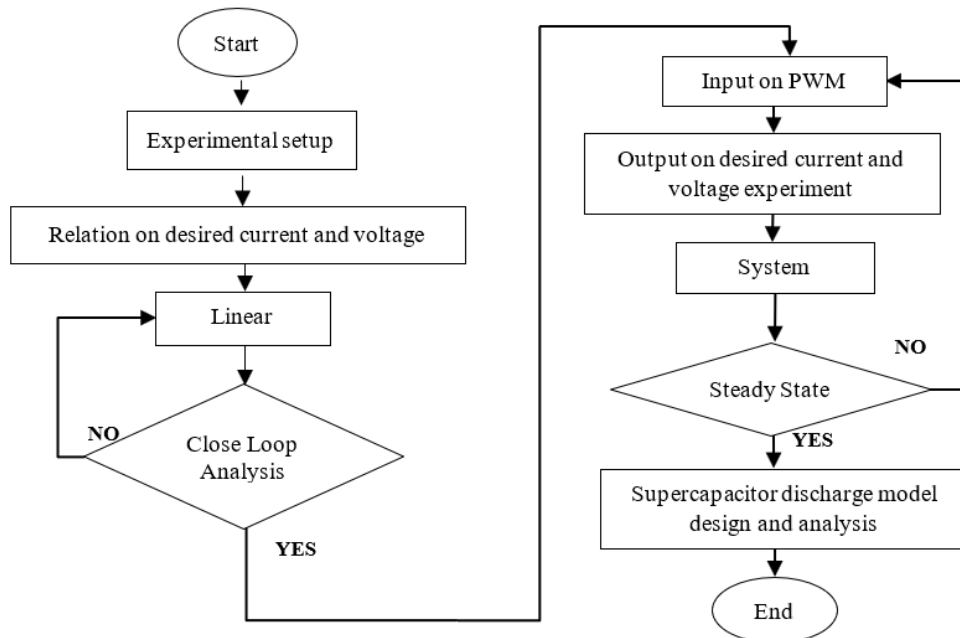 Start
Experimental setup
Relation on desired current and voltage
Linear
NO
Close Loop
Analysis
YES
Input on PWM
Output on desired current and
voltage experiment
System
NO
Steady State
YES
Supercapacitor discharge model
design and analysis
End